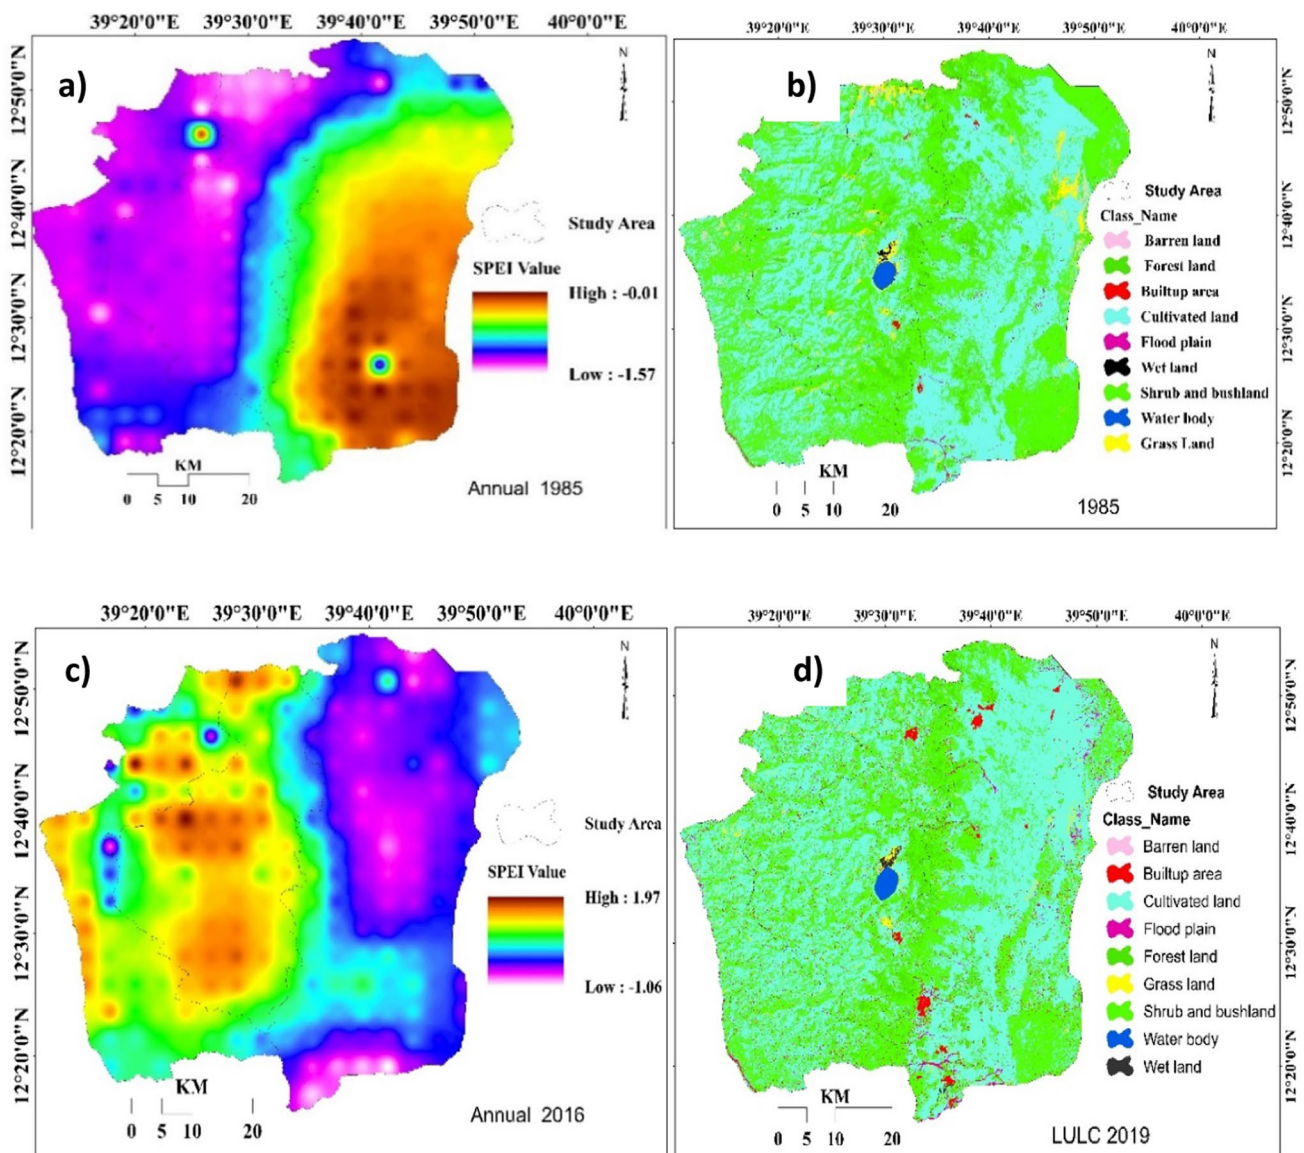 39°20'0"E 39°30'0"E 39°40'0"E 39°50'0"E 40°0'0"E
a)
N
12°50'0"N
12°40'0"N
12°30'0"N
12°20'0"N
Study Area
SPEI Value
High : -0.01
Low : -1.57
KM
0 5 10 20
Annual 1985
39°20'0"E 39°30'0"E 39°40'0"E 39°50'0"E 40°0'0"E
b)
N
12°50'0"N
12°40'0"N
12°30'0"N
12°20'0"N
Study Area
Class_Name
Barren land
Forest land
Builtup area
Cultivated land
Flood plain
Wet land
Shrub and bushland
Water body
Grass Land
KM
0 5 10 20
1985
39°20'0"E 39°30'0"E 39°40'0"E 39°50'0"E 40°0'0"E
c)
N
12°50'0"N
12°40'0"N
12°30'0"N
12°20'0"N
Study Area
SPEI Value
High : 1.97
Low : -1.06
KM
0 5 10 20
Annual 2016
39°20'0"E 39°30'0"E 39°40'0"E 39°50'0"E 40°0'0"E
d)
N
12°50'0"N
12°40'0"N
12°30'0"N
12°20'0"N
Study Area
Class_Name
Barren land
Builtup area
Cultivated land
Flood plain
Forest land
Grass land
Shrub and bushland
Water body
Wet land
KM
0 5 10 20
LULC 2019